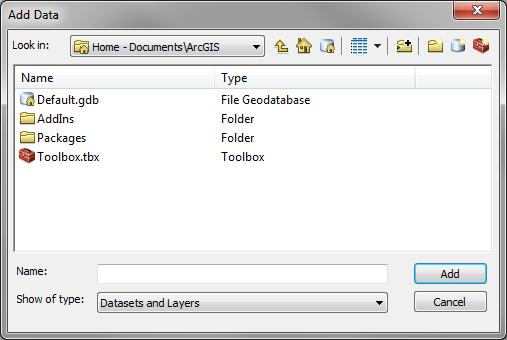 Add Data
Look in: Home - Documents\ArcGIS
Name Type
Default.gdb File Geodatabase
AddIns Folder
Packages Folder
Toolbox.tbx Toolbox
Name: Add
Show of type: Datasets and Layers Cancel